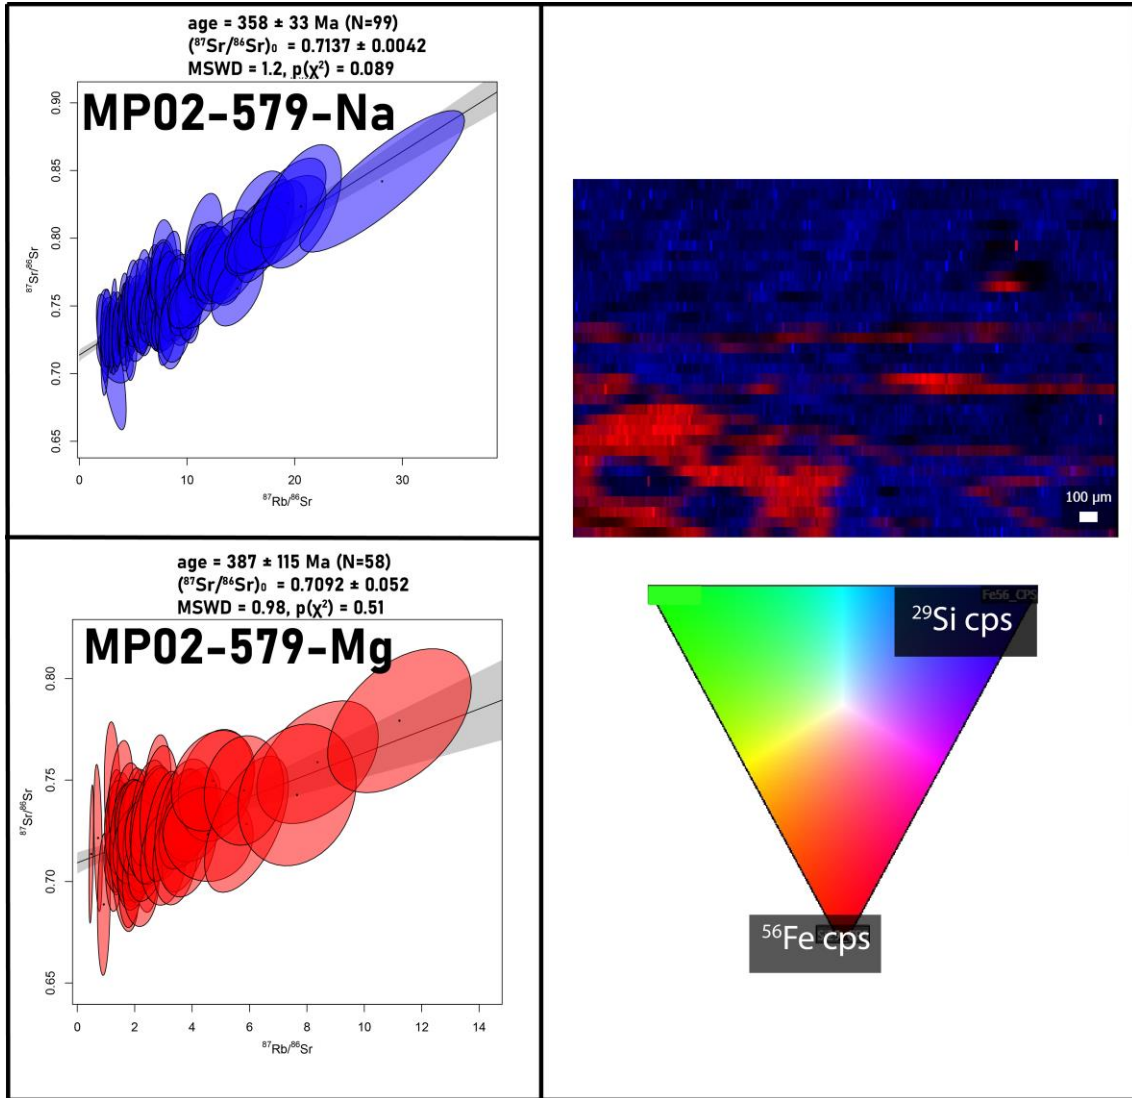 age = 358 ± 33 Ma (N=99)
(⁸⁷Sr/⁸⁶Sr)₀ = 0.7137 ± 0.0042
MSWD = 1.2, p(χ²) = 0.089
MP02-579-Na
0.90
0.85
0.80
0.75
0.70
0.65
⁸⁷Sr/⁸⁶Sr
0 10 20 30
⁸⁷Rb/⁸⁶Sr
age = 387 ± 115 Ma (N=58)
(⁸⁷Sr/⁸⁶Sr)₀ = 0.7092 ± 0.052
MSWD = 0.98, p(χ²) = 0.51
MP02-579-Mg
0.80
0.75
0.70
0.65
⁸⁷Sr/⁸⁶Sr
0 2 4 6 8 10 12 14
⁸⁷Rb/⁸⁶Sr
100 µm
Fe56_CPS
²⁹Si cps
⁵⁶Fe cps